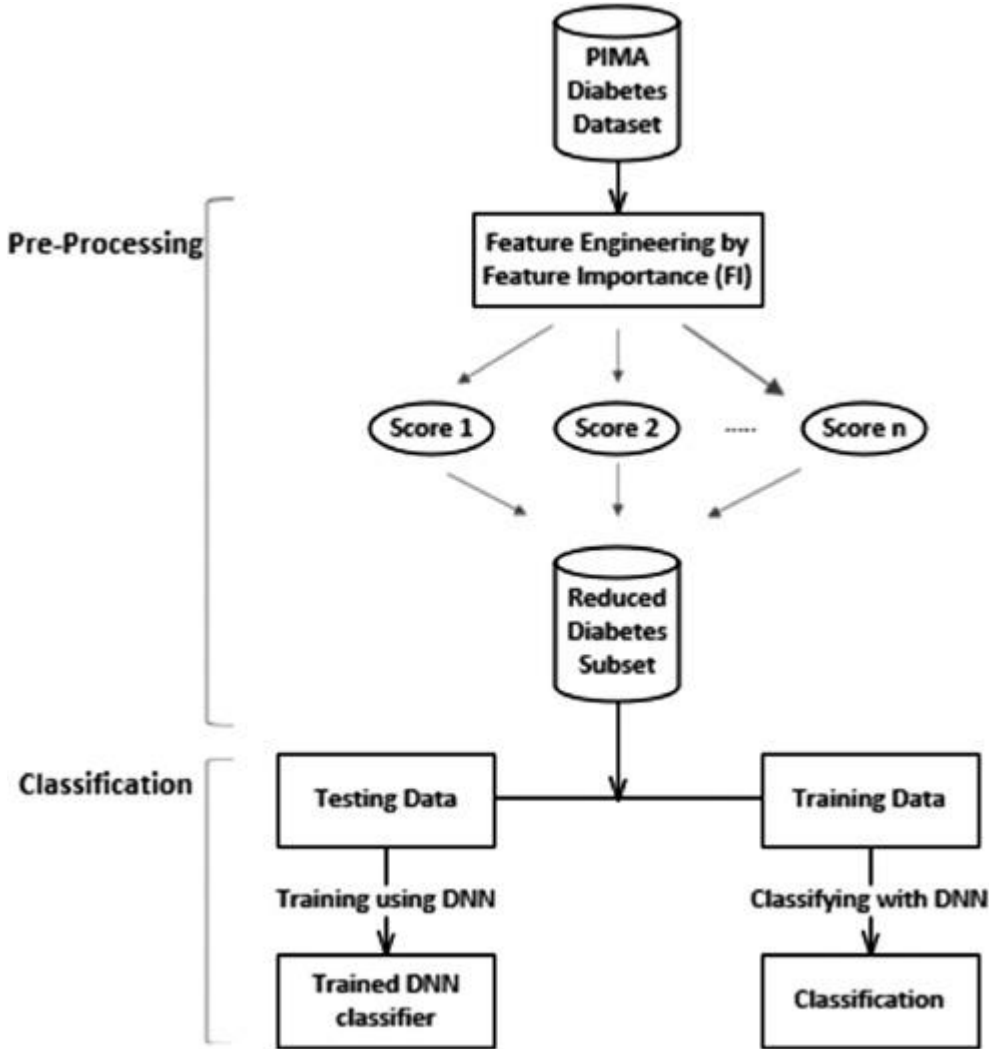 PIMA
Diabetes
Dataset
Pre-Processing
Feature Engineering by
Feature Importance (FI)
Score 1
Score 2
.....
Score n
Reduced
Diabetes
Subset
Classification
Testing Data
Training Data
Training using DNN
Classifying with DNN
Trained DNN
classifier
Classification